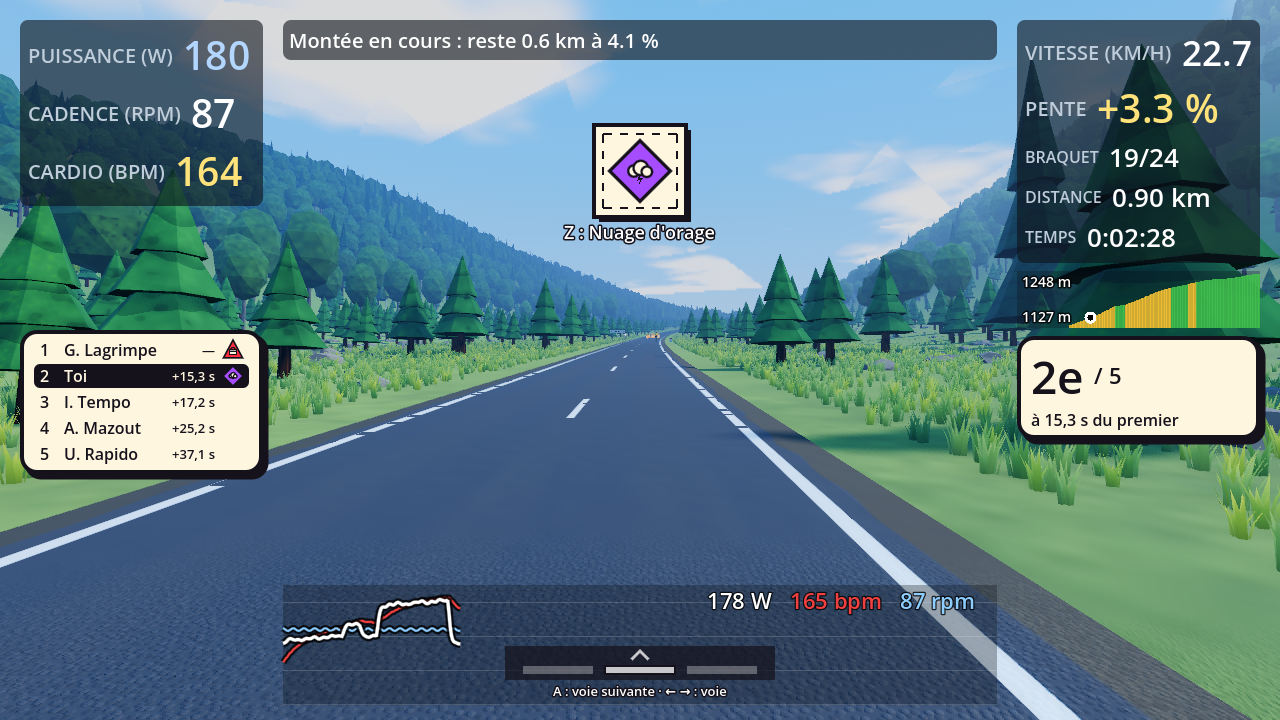 PUISSANCE (W) 180
CADENCE (RPM) 87
CARDIO (BPM) 164
Montée en cours : reste 0.6 km à 4.1 %
VITESSE (KM/H) 22.7
PENTE +3.3 %
BRAQUET 19/24
DISTANCE 0.90 km
TEMPS 0:02:28
1248 m
1127 m
Z : Nuage d'orage
1 G. Lagrimpe —
2 Toi +15,3 s
3 I. Tempo +17,2 s
4 A. Mazout +25,2 s
5 U. Rapido +37,1 s
2e / 5
à 15,3 s du premier
178 W 165 bpm 87 rpm
A : voie suivante · ← → : voie